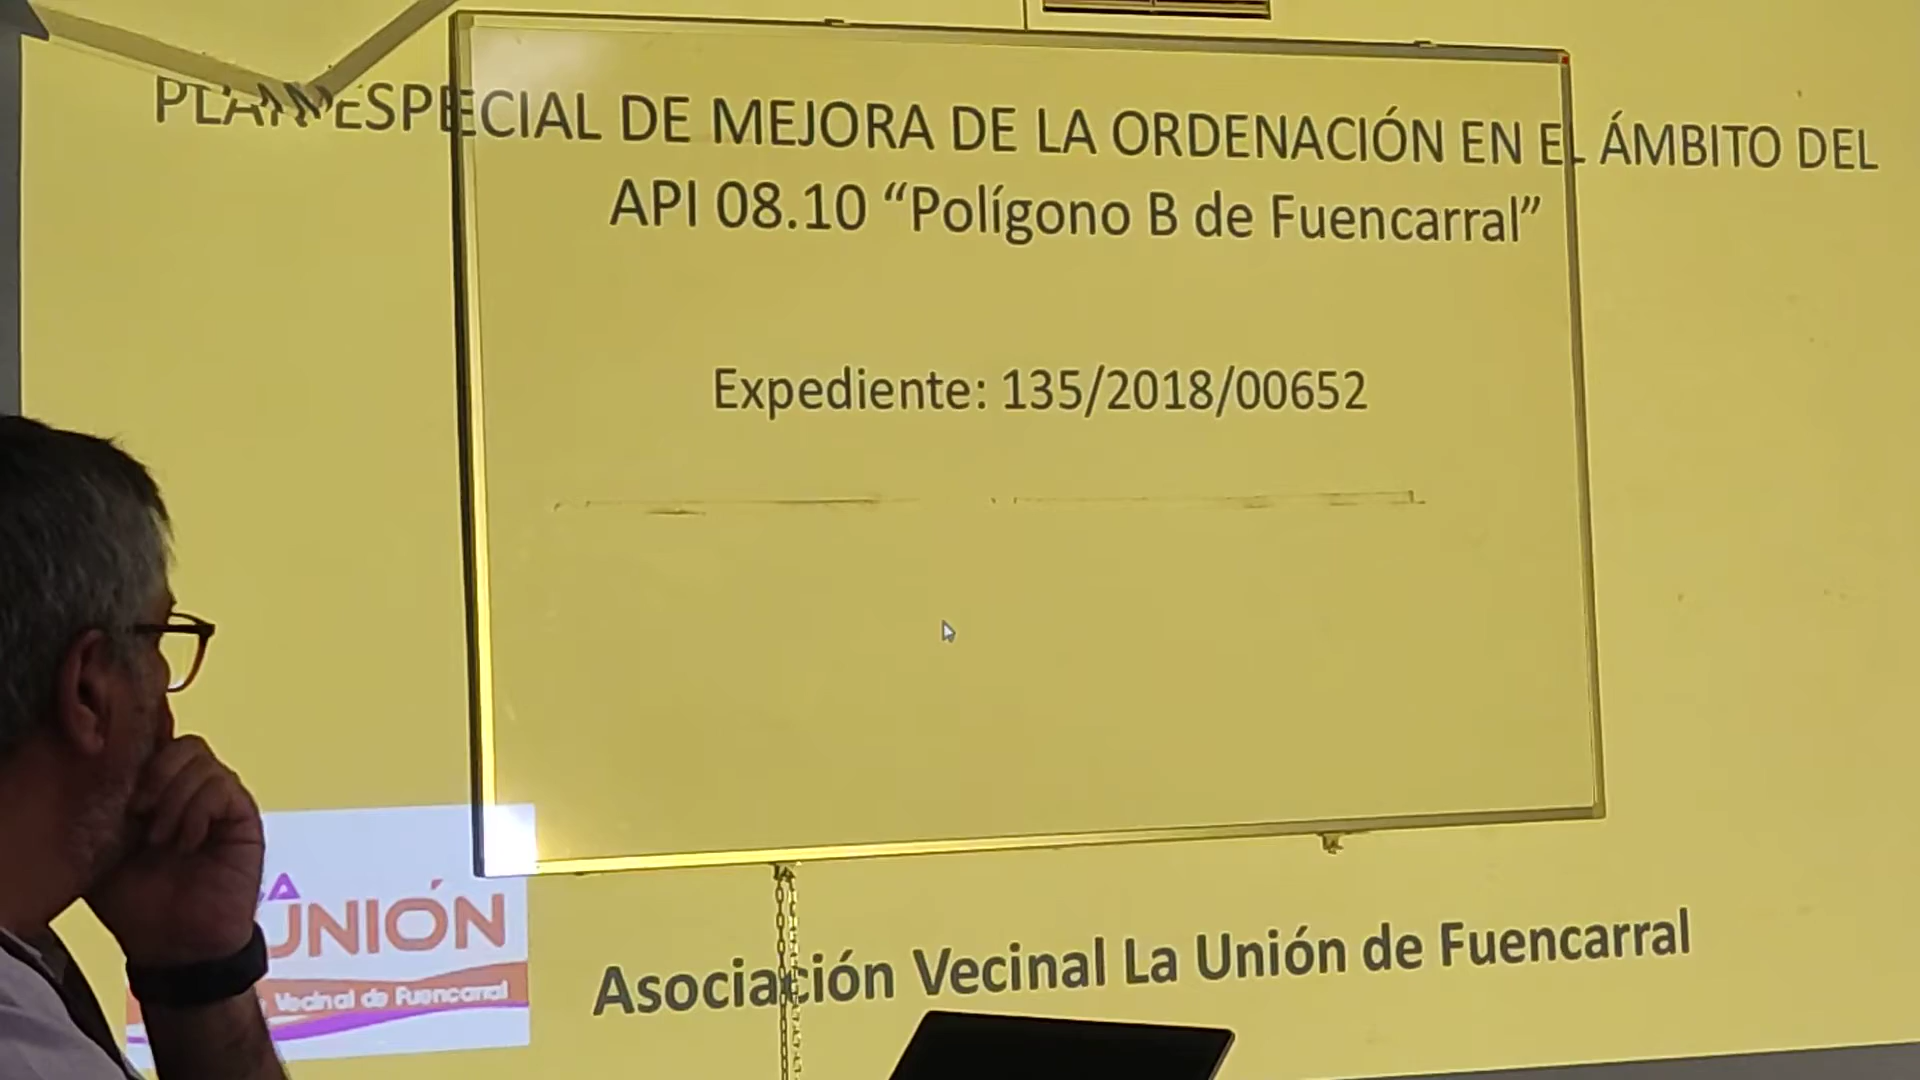 PLAN ESPECIAL DE MEJORA DE LA ORDENACIÓN EN EL ÁMBITO DEL
API 08.10 “Polígono B de Fuencarral”
Expediente: 135/2018/00652
LA
UNIÓN
Vecinal de Fuencarral
Asociación Vecinal La Unión de Fuencarral